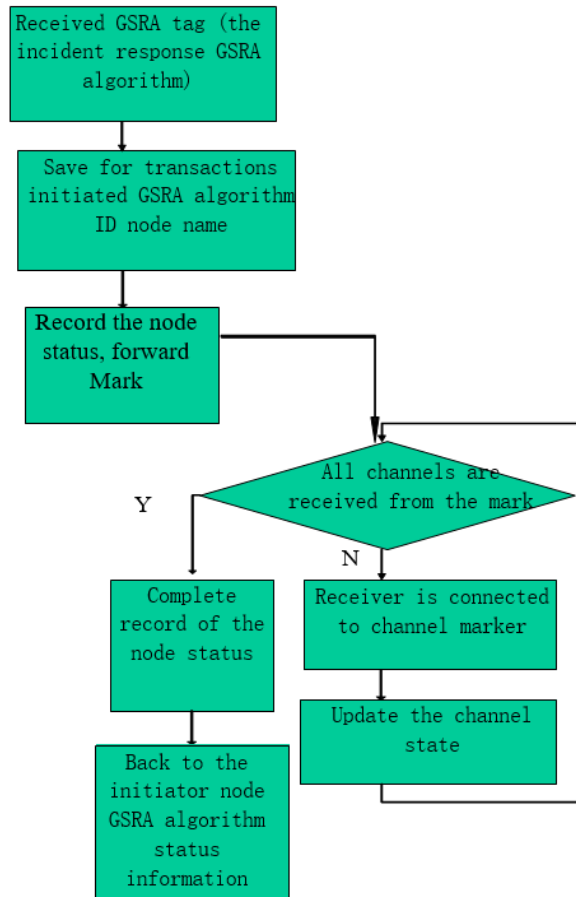 Received GSRA tag (the
incident response GSRA
algorithm)
Save for transactions
initiated GSRA algorithm
ID node name
Record the node
status, forward
Mark
All channels are
received from the mark
Y
N
Complete
record of the
node status
Receiver is connected
to channel marker
Update the channel
state
Back to the
initiator node
GSRA algorithm
status
information